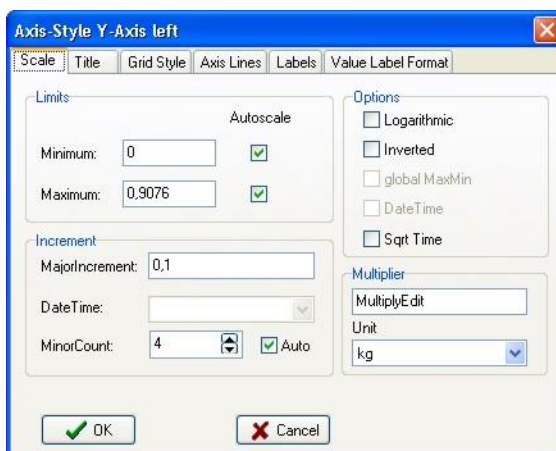 Axis-Style Y-Axis left
Scale Title Grid Style Axis Lines Labels Value Label Format
Limits
Autoscale
Minimum: 0
Maximum: 0,9076
Increment
MajorIncrement: 0,1
DateTime:
MinorCount: 4 Auto
Options
Logarithmic
Inverted
global MaxMin
DateTime
Sqrt Time
Multiplier
MultiplyEdit
Unit
kg
OK Cancel